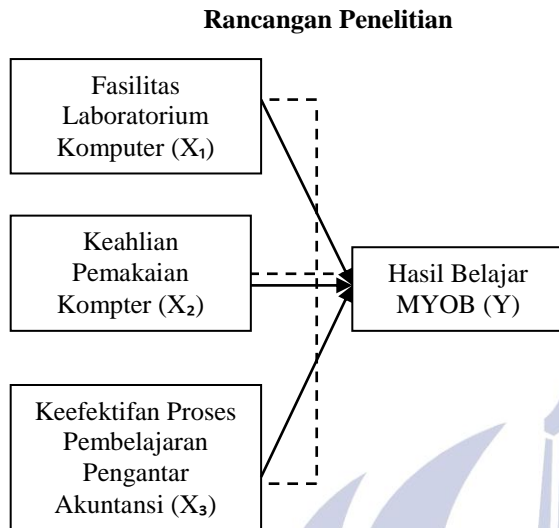 Rancangan Penelitian
Fasilitas
Laboratorium
Komputer (X₁)
Keahlian
Pemakaian
Kompter (X₂)
Hasil Belajar
MYOB (Y)
Keefektifan Proses
Pembelajaran
Pengantar
Akuntansi (X₃)